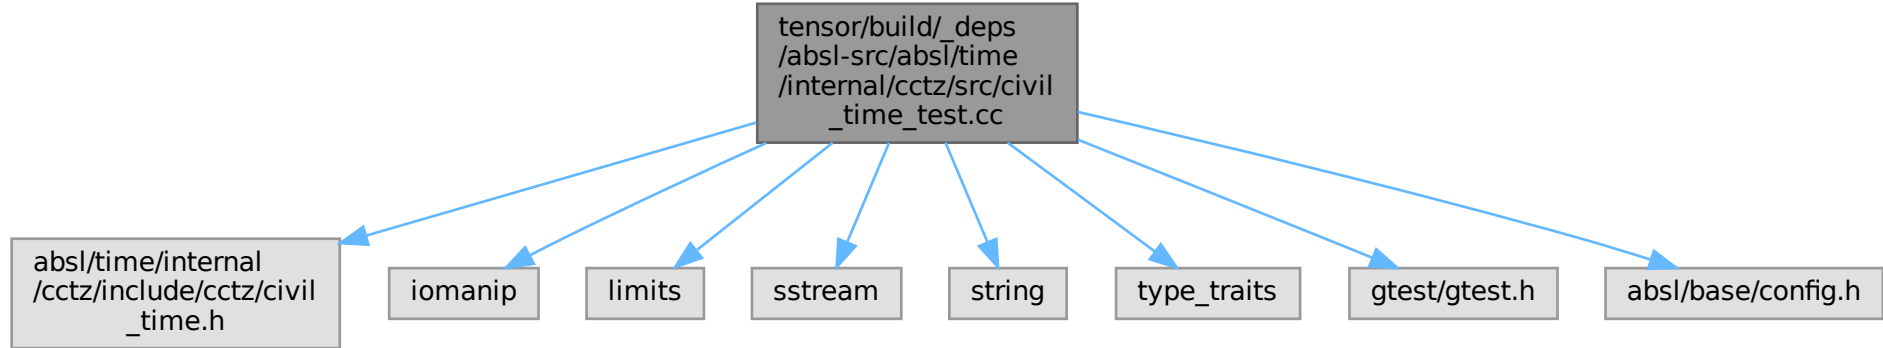 tensor/build/_deps
/absl-src/absl/time
/internal/cctz/src/civil
_time_test.cc
absl/time/internal
/cctz/include/cctz/civil
_time.h
iomanip
limits
sstream
string
type_traits
gtest/gtest.h
absl/base/config.h